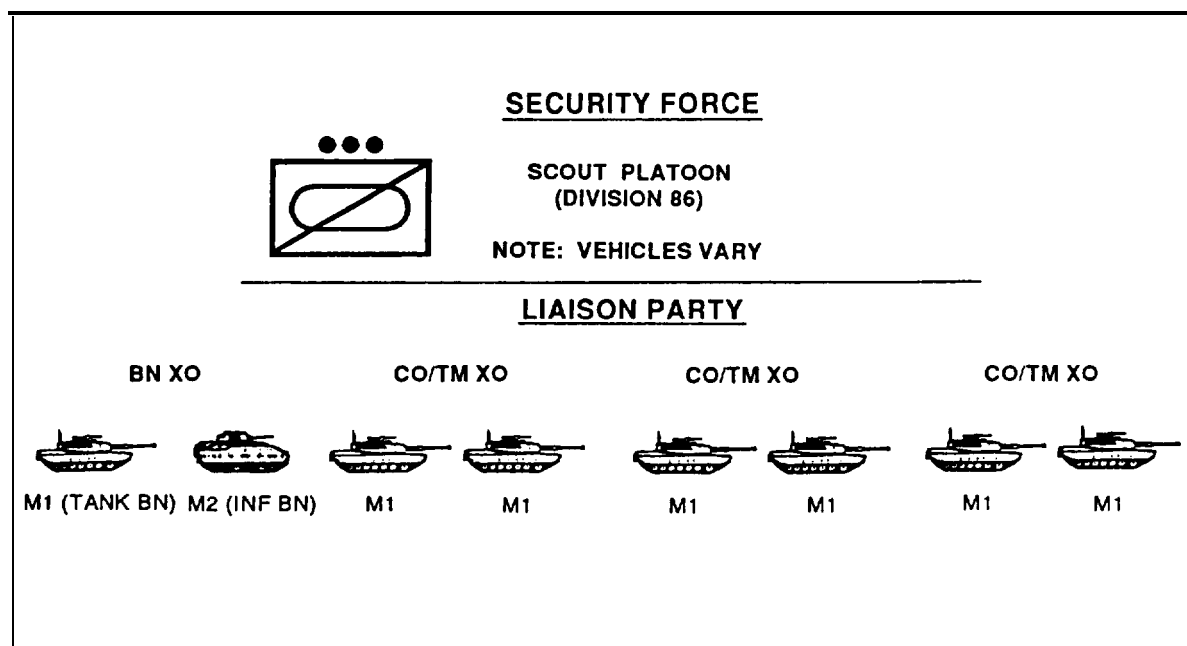 SECURITY FORCE
SCOUT PLATOON
(DIVISION 86)
NOTE: VEHICLES VARY
LIAISON PARTY
BN XO CO/TM XO CO/TM XO CO/TM XO
M1 (TANK BN) M2 (INF BN) M1 M1 M1 M1 M1 M1